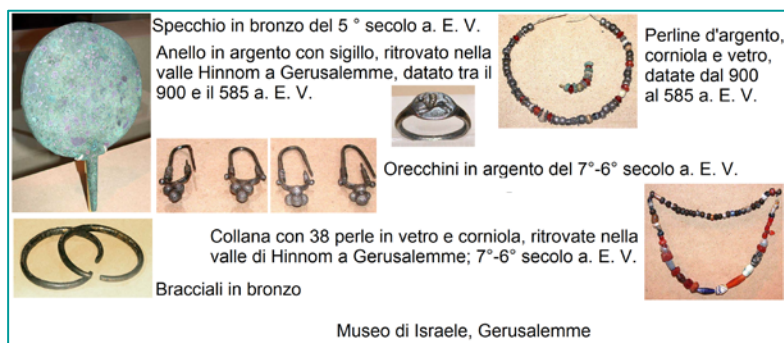 Specchio in bronzo del 5 ° secolo a. E. V.
Anello in argento con sigillo, ritrovato nella
valle Hinnom a Gerusalemme, datato tra il
900 e il 585 a. E. V.
Perline d'argento,
corniola e vetro,
datate dal 900
al 585 a. E. V.
Orecchini in argento del 7°-6° secolo a. E. V.
Collana con 38 perle in vetro e corniola, ritrovate nella
valle di Hinnom a Gerusalemme; 7°-6° secolo a. E. V.
Bracciali in bronzo
Museo di Israele, Gerusalemme